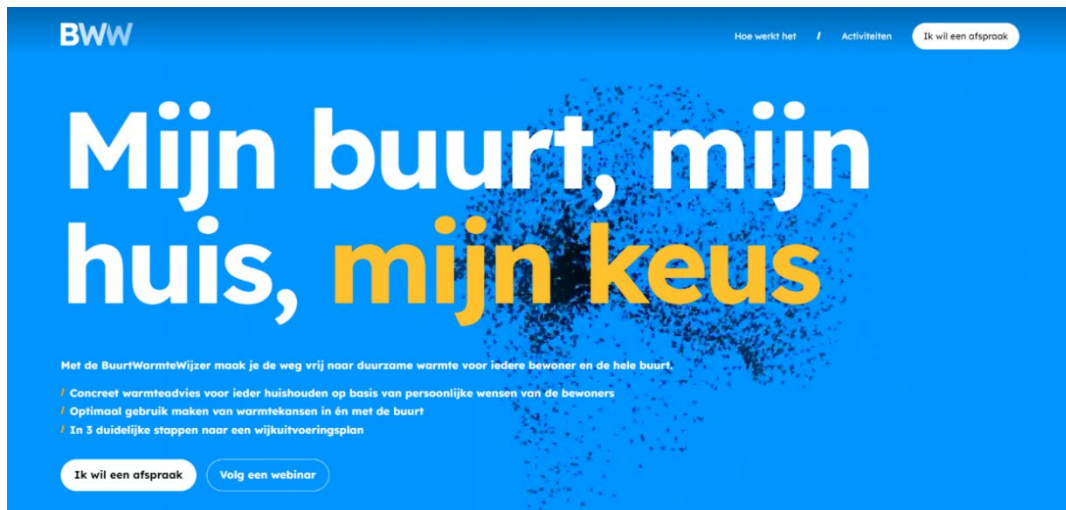 BWW
Hoe werkt het / Activiteiten Ik wil een afspraak
Mijn buurt, mijn
huis, mijn keus
Met de BuurtWarmteWijzer maak je de weg vrij naar duurzame warmte voor iedere bewoner en de hele buurt.
/ Concreet warmteadvies voor ieder huishouden op basis van persoonlijke wensen van de bewoners
/ Optimaal gebruik maken van warmtekansen in én met de buurt
/ In 3 duidelijke stappen naar een wijkuitvoeringsplan
Ik wil een afspraak Volg een webinar